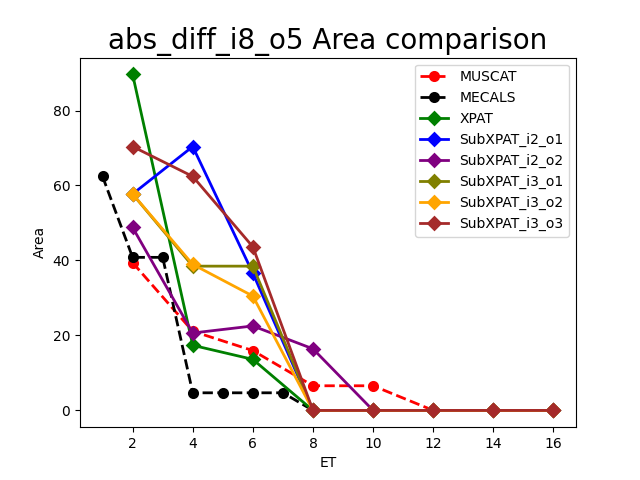 abs_diff_i8_o5 Area comparison
MUSCAT
MECALS
XPAT
SubXPAT_i2_o1
SubXPAT_i2_o2
SubXPAT_i3_o1
SubXPAT_i3_o2
SubXPAT_i3_o3
Area
80
60
40
20
0
2 4 6 8 10 12 14 16
ET